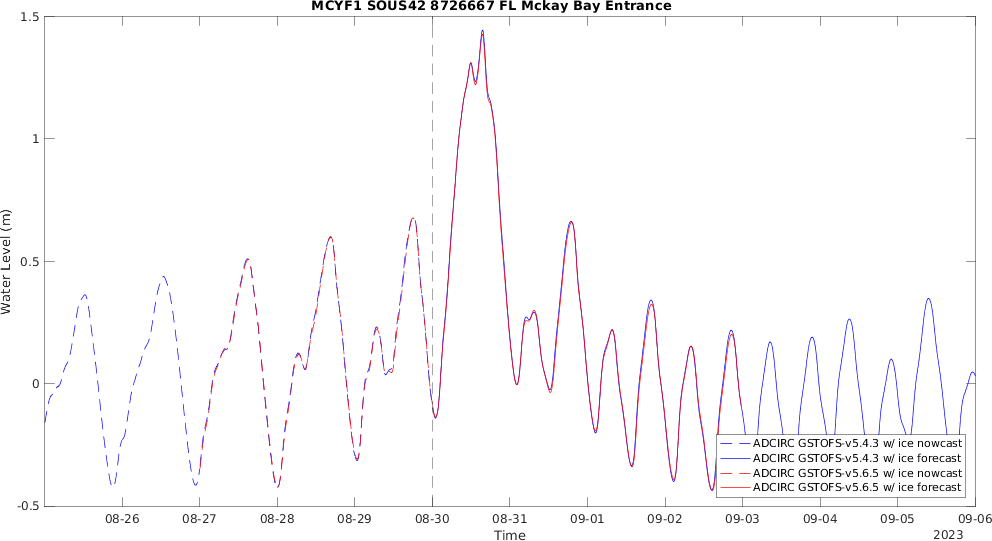 MCYF1 SOUS42 8726667 FL Mckay Bay Entrance
1.5
1
0.5
0
-0.5
Water Level (m)
ADCIRC GSTOFS-v5.4.3 w/ ice nowcast
ADCIRC GSTOFS-v5.4.3 w/ ice forecast
ADCIRC GSTOFS-v5.6.5 w/ ice nowcast
ADCIRC GSTOFS-v5.6.5 w/ ice forecast
08-26 08-27 08-28 08-29 08-30 08-31 09-01 09-02 09-03 09-04 09-05 09-06
Time
2023